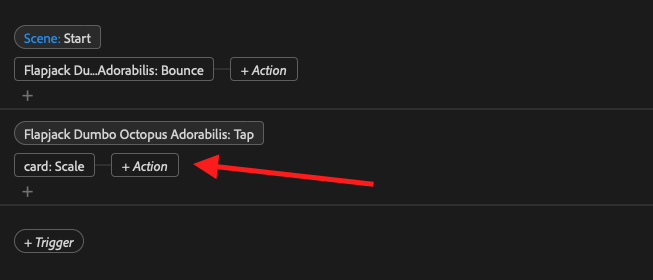 Scene: Start
Flapjack Du...Adorabilis: Bounce + Action
+
Flapjack Dumbo Octopus Adorabilis: Tap
card: Scale + Action
+
+ Trigger